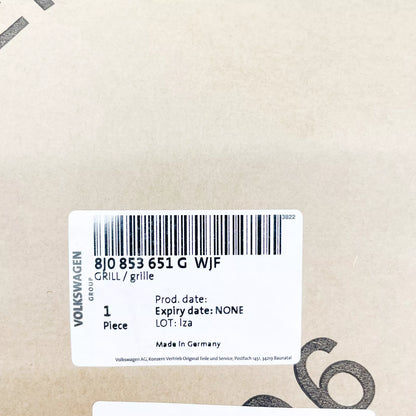 3822
8J0 853 651 G WJF
GRILL / grille
VOLKSWAGEN
GROUP
1
Piece
Prod. date:
Expiry date: NONE
LOT: Iza
Made in Germany
Volkswagen AG, Konzern Vertrieb Original Teile und Service, Postfach 1451, 34219 Baunatal